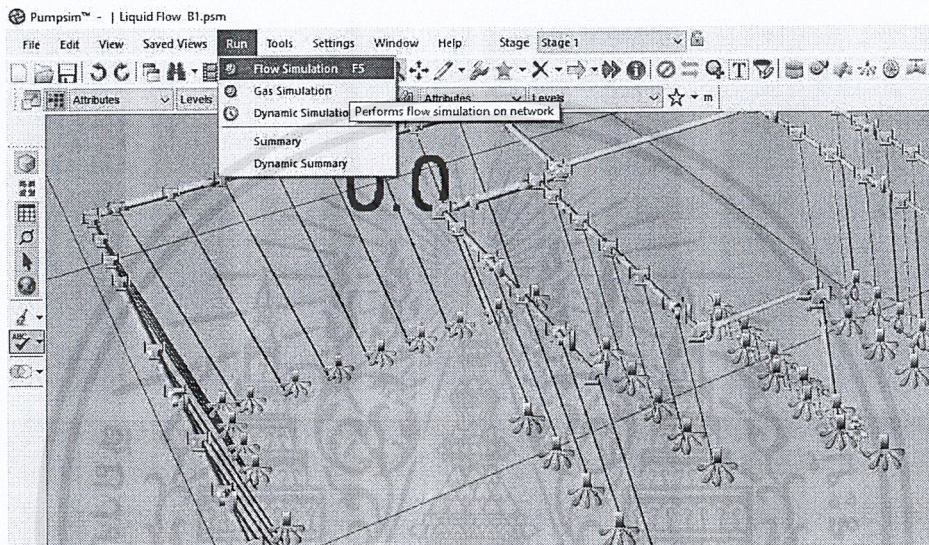 Pumpsim™ - | Liquid Flow B1.psm
File Edit View Saved Views Run Tools Settings Window Help Stage Stage 1
Flow Simulation F5
Attributes Levels Attributes Levels m
Gas Simulation
Dynamic Simulatio
Performs flow simulation on network
Summary
Dynamic Summary
0.0
ABC